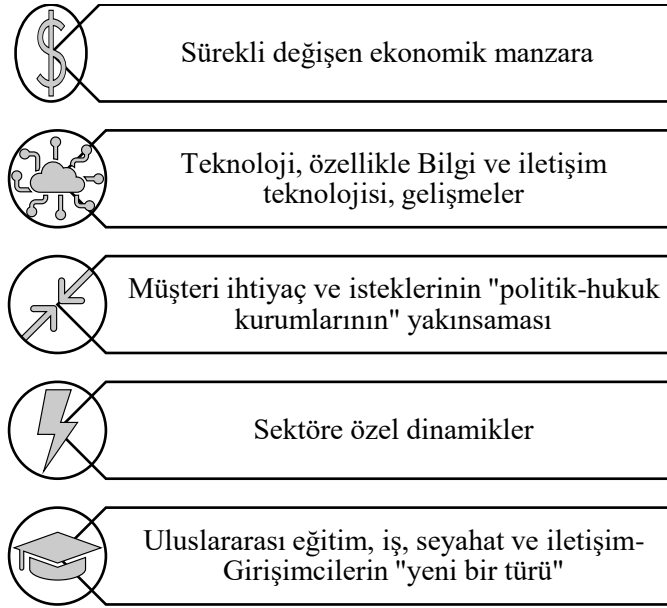 Sürekli değişen ekonomik manzara
Teknoloji, özellikle Bilgi ve iletişim
teknolojisi, gelişmeler
Müşteri ihtiyaç ve isteklerinin "politik-hukuk
kurumlarının" yakınsaması
Sektöre özel dinamikler
Uluslararası eğitim, iş, seyahat ve iletişim-
Girişimcilerin "yeni bir türü"